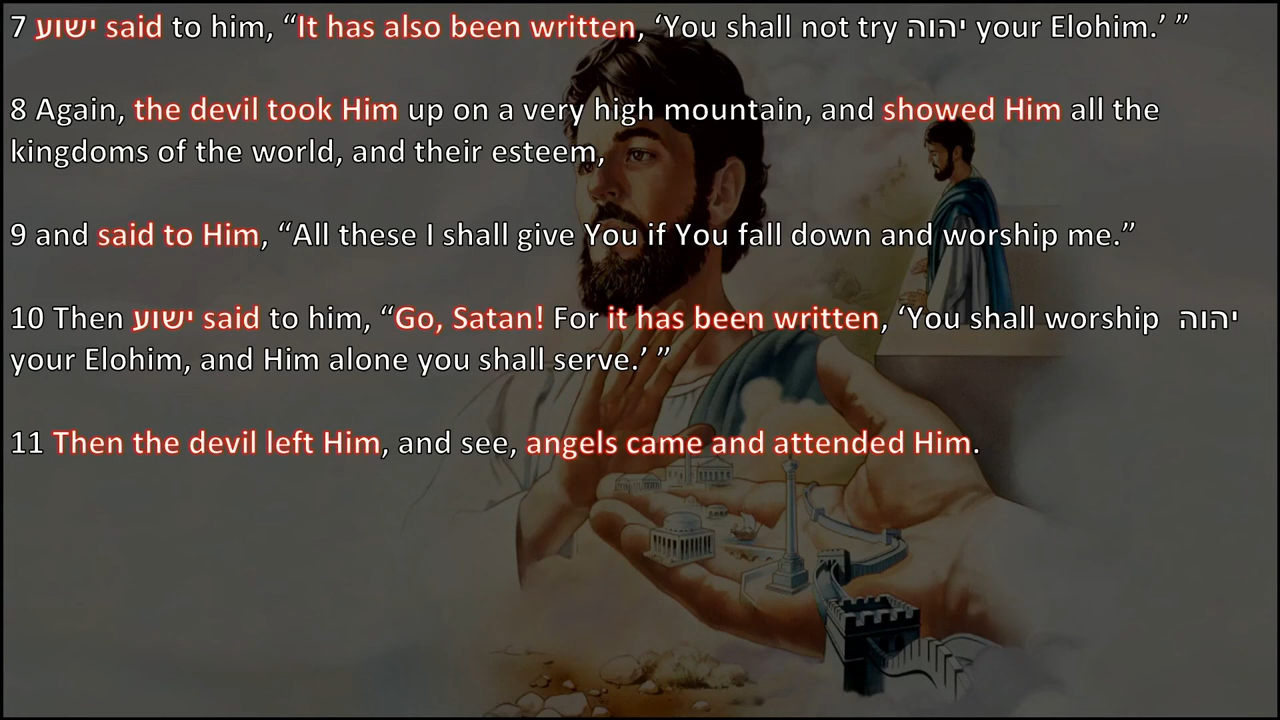 7 ישוע said to him, “It has also been written, ‘You shall not try יהוה your Elohim.’ ”
8 Again, the devil took Him up on a very high mountain, and showed Him all the
kingdoms of the world, and their esteem,
9 and said to Him, “All these I shall give You if You fall down and worship me.”
10 Then ישוע said to him, “Go, Satan! For it has been written, ‘You shall worship יהוה
your Elohim, and Him alone you shall serve.’ ”
11 Then the devil left Him, and see, angels came and attended Him.